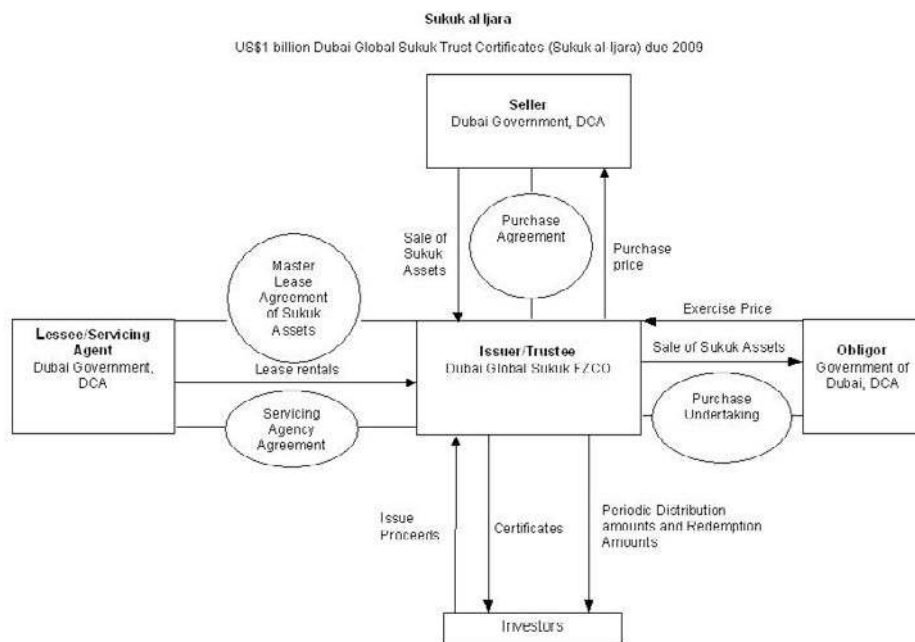 Sukuk al Ijara
US$1 billion Dubai Global Sukuk Trust Certificates (Sukuk al-Ijara) due 2009
Seller
Dubai Government, DCA
Sale of
Sukuk
Assets
Purchase
Agreement
Purchase
price
Master
Lease
Agreement
of Sukuk
Assets
Lessee/Servicing
Agent
Dubai Government,
DCA
Lease rentals
Servicing
Agency
Agreement
Issuer/Trustee
Dubai Global Sukuk FZCO
Exercise Price
Sale of Sukuk Assets
Purchase
Undertaking
Obligor
Government of
Dubai, DCA
Issue
Proceeds
Certificates
Periodic Distribution
amounts and Redemption
Amounts
Investors